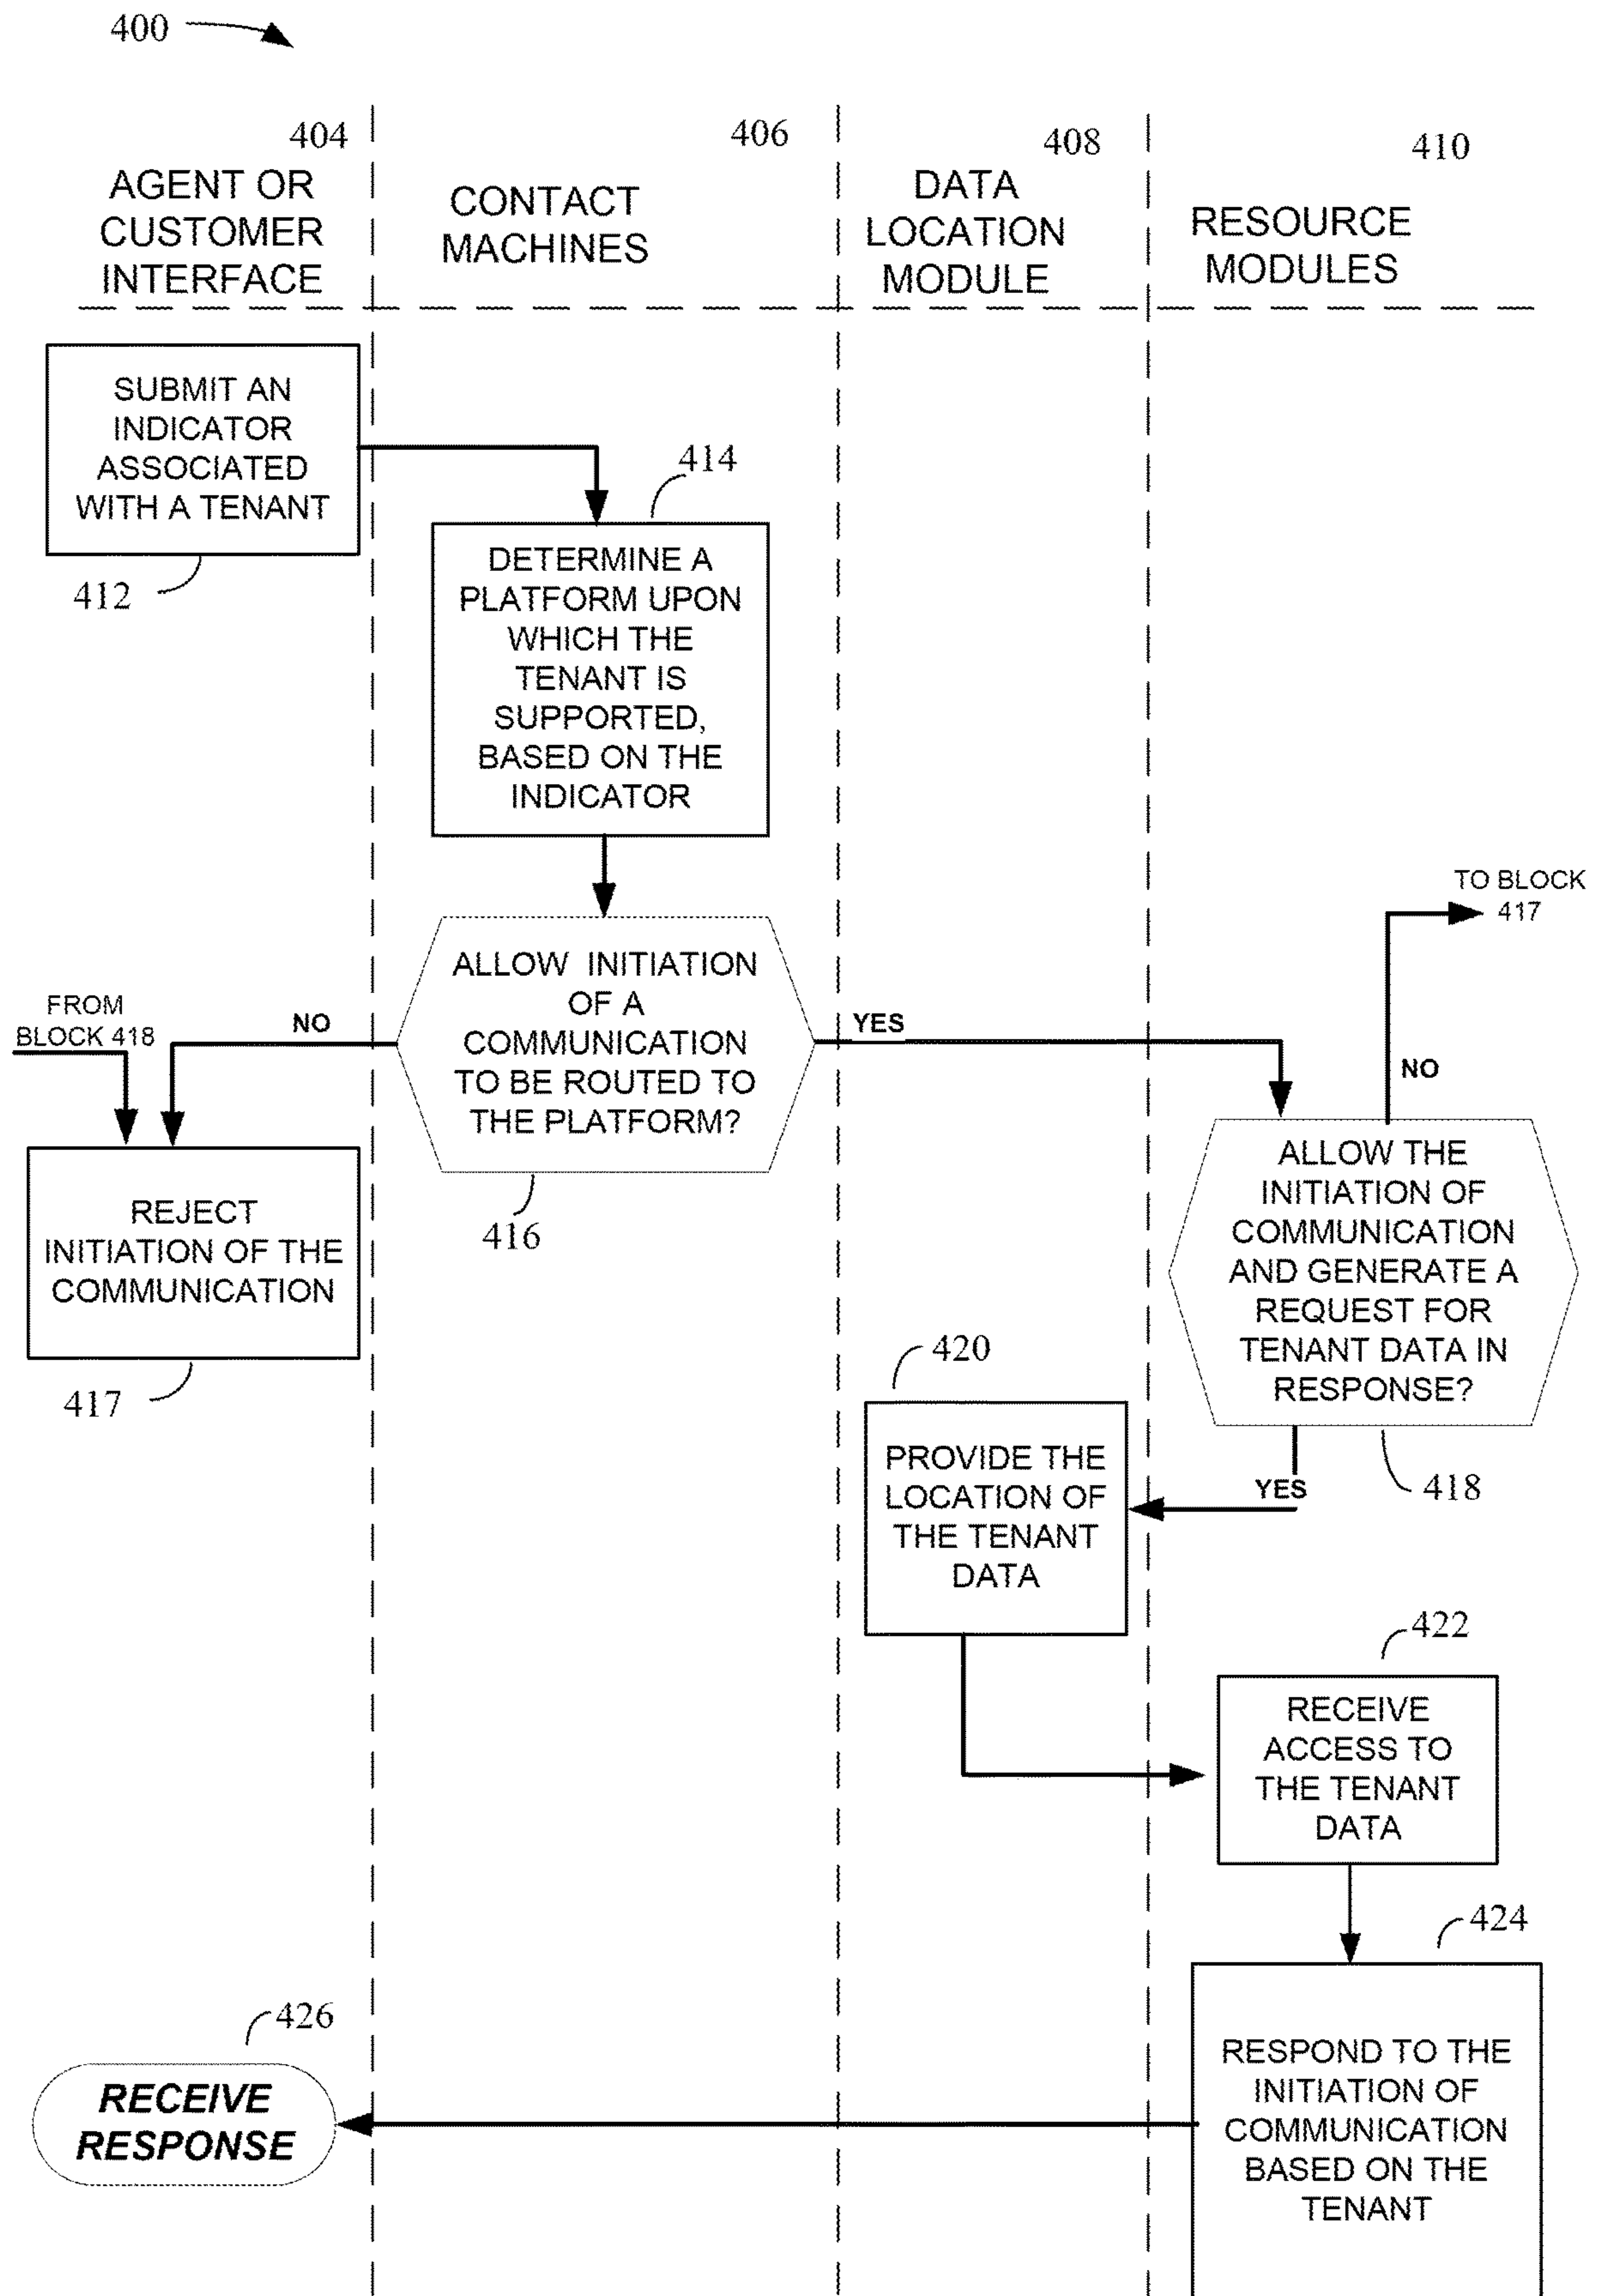 400
404
AGENT OR
CUSTOMER
INTERFACE
406
CONTACT
MACHINES
408
DATA
LOCATION
MODULE
410
RESOURCE
MODULES
SUBMIT AN
INDICATOR
ASSOCIATED
WITH A TENANT
412
414
DETERMINE A
PLATFORM UPON
WHICH THE
TENANT IS
SUPPORTED,
BASED ON THE
INDICATOR
TO BLOCK
417
ALLOW INITIATION
OF A
COMMUNICATION
TO BE ROUTED TO
THE PLATFORM?
416
FROM
BLOCK 418
NO
YES
NO
REJECT
INITIATION OF THE
COMMUNICATION
417
ALLOW THE
INITIATION OF
COMMUNICATION
AND GENERATE A
REQUEST FOR
TENANT DATA IN
RESPONSE?
418
YES
420
PROVIDE THE
LOCATION OF
THE TENANT
DATA
422
RECEIVE
ACCESS TO
THE TENANT
DATA
424
RESPOND TO THE
INITIATION OF
COMMUNICATION
BASED ON THE
TENANT
426
RECEIVE
RESPONSE